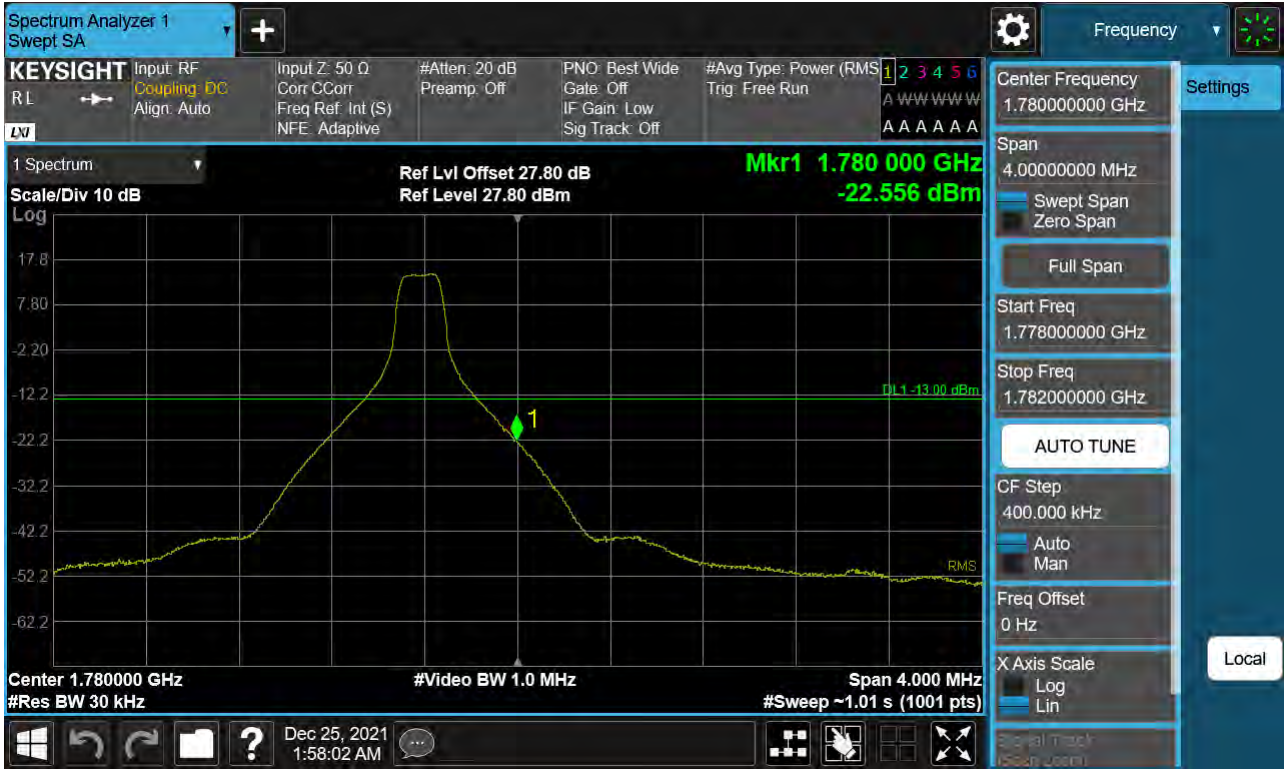 Spectrum Analyzer 1
Swept SA
Frequency
KEYSIGHT
R L
LXI
Input: RF
Coupling: DC
Align: Auto
Input Z: 50 Ω
Corr CCorr
Freq Ref: Int (S)
NFE: Adaptive
#Atten: 20 dB
Preamp: Off
PNO: Best Wide
Gate: Off
IF Gain: Low
Sig Track: Off
#Avg Type: Power (RMS
Trig: Free Run
1 2 3 4 5 6
A W W W W W
A A A A A A
1 Spectrum
Scale/Div 10 dB
Log
Ref Lvl Offset 27.80 dB
Ref Level 27.80 dBm
Mkr1 1.780 000 GHz
-22.556 dBm
17.8
7.80
-2.20
-12.2
-22.2
-32.2
-42.2
-52.2
-62.2
DL1 -13.00 dBm
1
RMS
Center 1.780000 GHz
#Video BW 1.0 MHz
Span 4.000 MHz
#Res BW 30 kHz
#Sweep ~1.01 s (1001 pts)
Center Frequency
1.780000000 GHz
Settings
Span
4.00000000 MHz
Swept Span
Zero Span
Full Span
Start Freq
1.778000000 GHz
Stop Freq
1.782000000 GHz
AUTO TUNE
CF Step
400.000 kHz
Auto
Man
Freq Offset
0 Hz
X Axis Scale
Log
Lin
Local
Signal Track
(Span Zoom)
?
Dec 25, 2021
1:58:02 AM